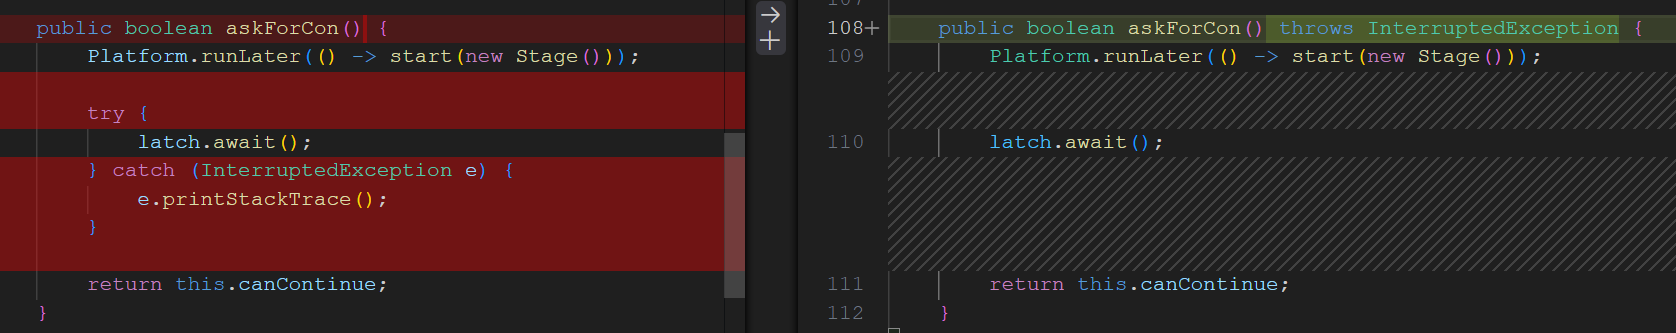 public boolean askForCon() {
    Platform.runLater(() -> start(new Stage()));
    try {
        latch.await();
    } catch (InterruptedException e) {
        e.printStackTrace();
    }
    return this.canContinue;
}
→
+
107
108+ public boolean askForCon() throws InterruptedException {
109     Platform.runLater(() -> start(new Stage()));
110     latch.await();
111     return this.canContinue;
112 }